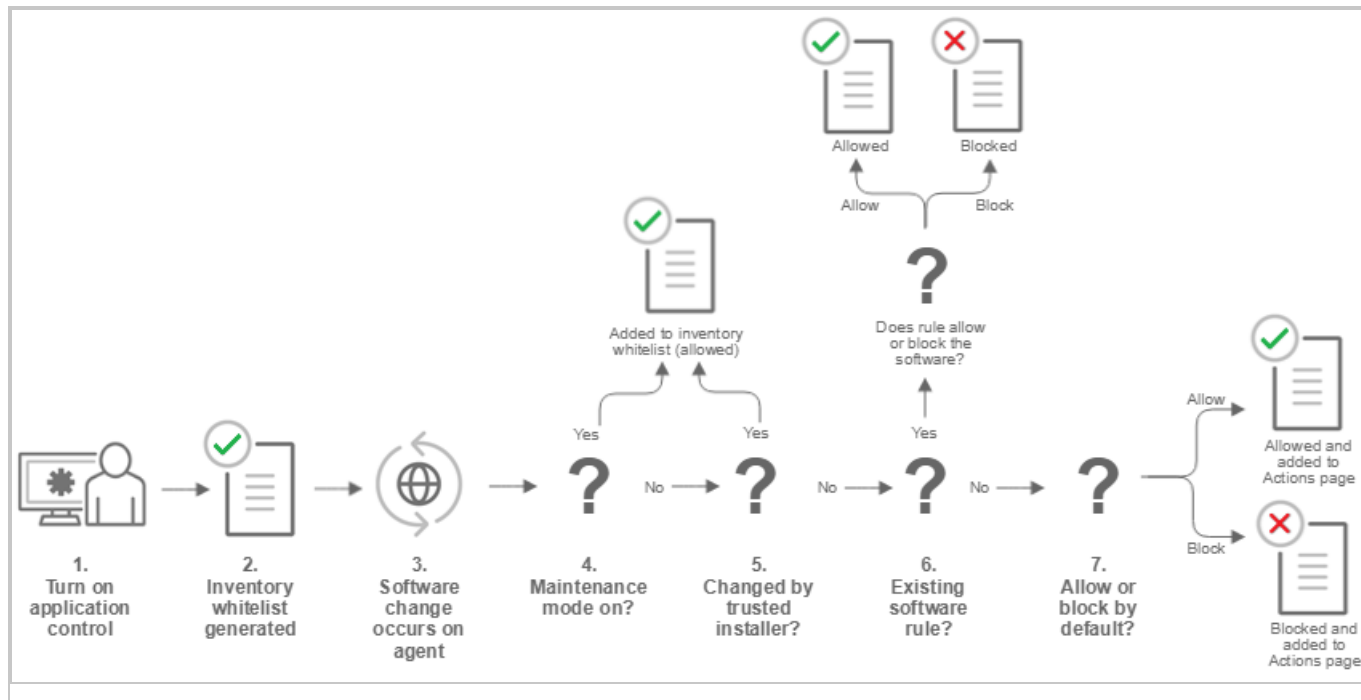 Allowed
Blocked
Allow
Block
?
Does rule allow
or block the
software?
Added to inventory
whitelist (allowed)
Yes
Yes
Yes
?
No
?
No
?
No
?
Allow
Allowed and
added to
Actions page
Block
Blocked and
added to
Actions page
1.
Turn on
application
control
2.
Inventory
whitelist
generated
3.
Software
change
occurs on
agent
4.
Maintenance
mode on?
5.
Changed by
trusted
installer?
6.
Existing
software
rule?
7.
Allow or
block by
default?